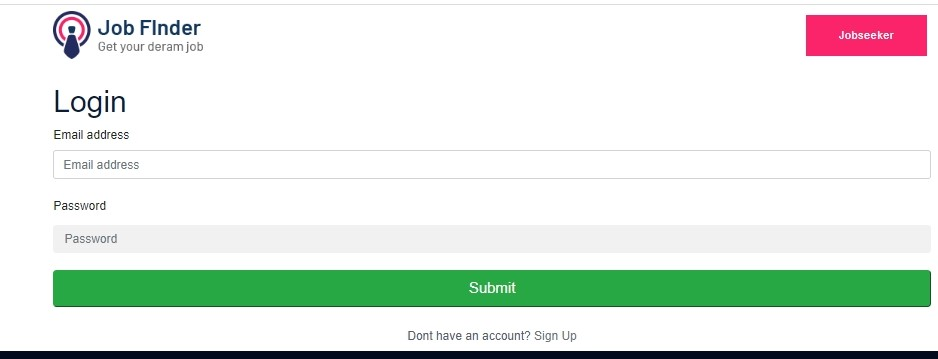 Job FInder
Get your deram job
Jobseeker
Login
Email address
Email address
Password
Password
Submit
Dont have an account? Sign Up